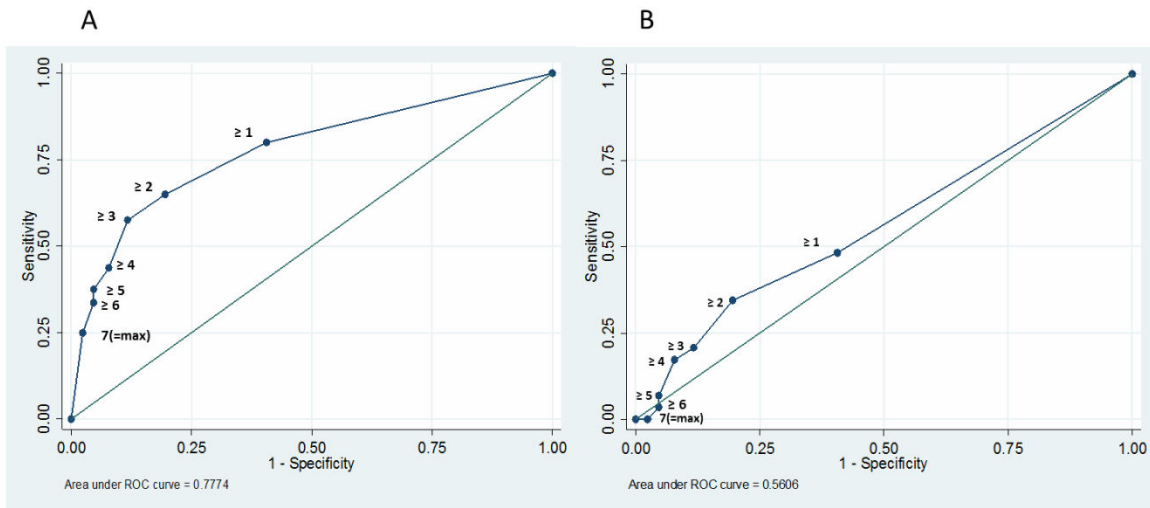 A
1.00
0.75
0.50
0.25
0.00
Sensitivity
≥ 1
≥ 2
≥ 3
≥ 4
≥ 5
≥ 6
7(=max)
0.00 0.25 0.50 0.75 1.00
1 - Specificity
Area under ROC curve = 0.7774
B
1.00
0.75
0.50
0.25
0.00
Sensitivity
≥ 1
≥ 2
≥ 3
≥ 4
≥ 5
≥ 6
7(=max)
0.00 0.25 0.50 0.75 1.00
1 - Specificity
Area under ROC curve = 0.5606